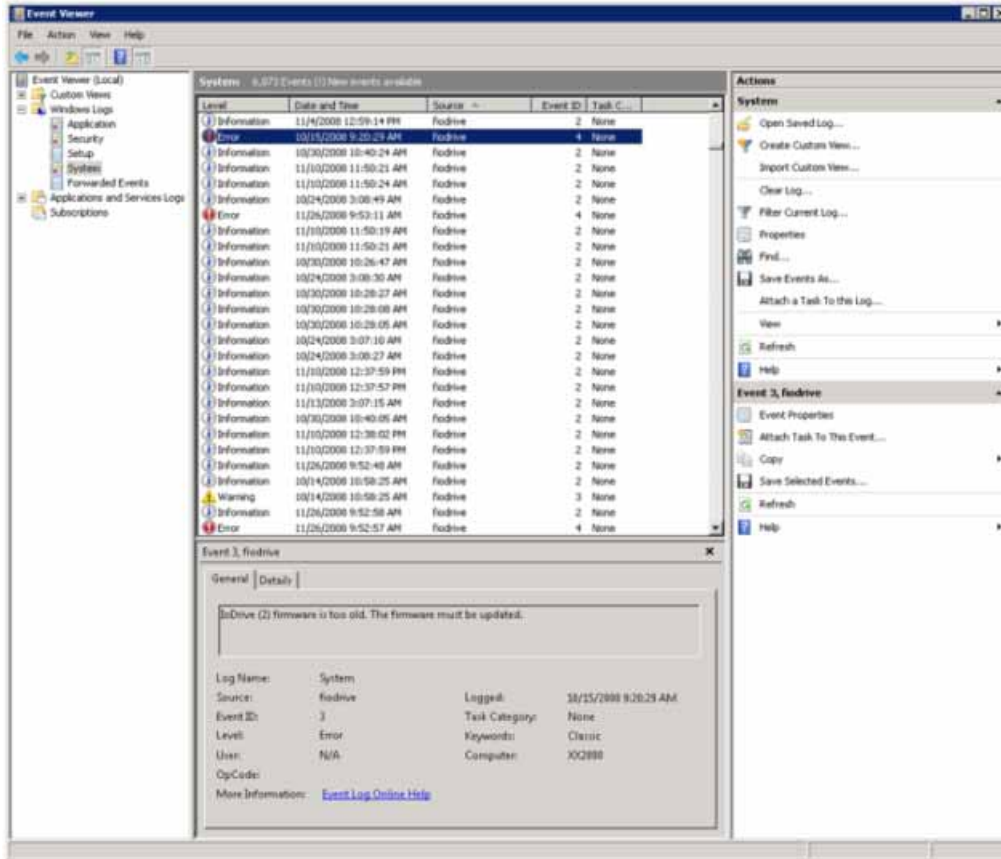 Event Viewer
File Action View Help
Event Viewer (Local)
Custom Views
Windows Logs
Application
Security
Setup
System
Forwarded Events
Applications and Services Logs
Subscriptions
System 6,073 Events (!) New events available
Level Date and Time Source Event ID Task C...
Information 11/4/2008 12:59:14 PM fiodrive 2 None
Error 10/15/2008 9:20:29 AM fiodrive 4 None
Information 10/30/2008 10:40:24 AM fiodrive 2 None
Information 11/10/2008 11:50:21 AM fiodrive 2 None
Information 11/10/2008 11:50:24 AM fiodrive 2 None
Information 10/24/2008 3:08:49 AM fiodrive 2 None
Error 11/26/2008 9:53:11 AM fiodrive 4 None
Information 11/10/2008 11:50:19 AM fiodrive 2 None
Information 11/10/2008 11:50:21 AM fiodrive 2 None
Information 10/30/2008 10:26:47 AM fiodrive 2 None
Information 10/24/2008 3:08:30 AM fiodrive 2 None
Information 10/30/2008 10:28:27 AM fiodrive 2 None
Information 10/30/2008 10:28:08 AM fiodrive 2 None
Information 10/30/2008 10:28:05 AM fiodrive 2 None
Information 10/24/2008 3:07:10 AM fiodrive 2 None
Information 10/24/2008 3:08:27 AM fiodrive 2 None
Information 11/10/2008 12:37:59 PM fiodrive 2 None
Information 11/10/2008 12:37:57 PM fiodrive 2 None
Information 11/13/2008 3:07:15 AM fiodrive 2 None
Information 10/30/2008 10:40:05 AM fiodrive 2 None
Information 11/10/2008 12:38:02 PM fiodrive 2 None
Information 11/10/2008 12:37:59 PM fiodrive 2 None
Information 11/26/2008 9:52:48 AM fiodrive 2 None
Information 10/14/2008 10:58:25 AM fiodrive 2 None
Warning 10/14/2008 10:58:25 AM fiodrive 3 None
Information 11/26/2008 9:52:58 AM fiodrive 2 None
Error 11/26/2008 9:52:57 AM fiodrive 4 None
Event 3, fiodrive
General Details
IoDrive (2) firmware is too old. The firmware must be updated.
Log Name: System
Source: fiodrive Logged: 10/15/2008 9:20:29 AM
Event ID: 3 Task Category: None
Level: Error Keywords: Classic
User: N/A Computer: XX2080
OpCode:
More Information: Event Log Online Help
Actions
System
Open Saved Log...
Create Custom View...
Import Custom View...
Clear Log...
Filter Current Log...
Properties
Find...
Save Events As...
Attach a Task To this Log...
View
Refresh
Help
Event 3, fiodrive
Event Properties
Attach Task To This Event...
Copy
Save Selected Events...
Refresh
Help